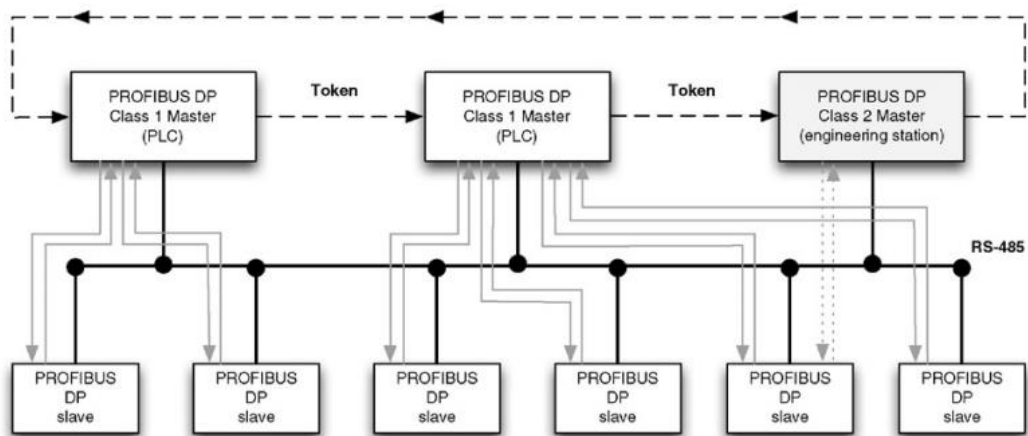 PROFIBUS DP
Class 1 Master
(PLC)
Token
PROFIBUS DP
Class 1 Master
(PLC)
Token
PROFIBUS DP
Class 2 Master
(engineering station)
RS-485
PROFIBUS
DP
slave
PROFIBUS
DP
slave
PROFIBUS
DP
slave
PROFIBUS
DP
slave
PROFIBUS
DP
slave
PROFIBUS
DP
slave